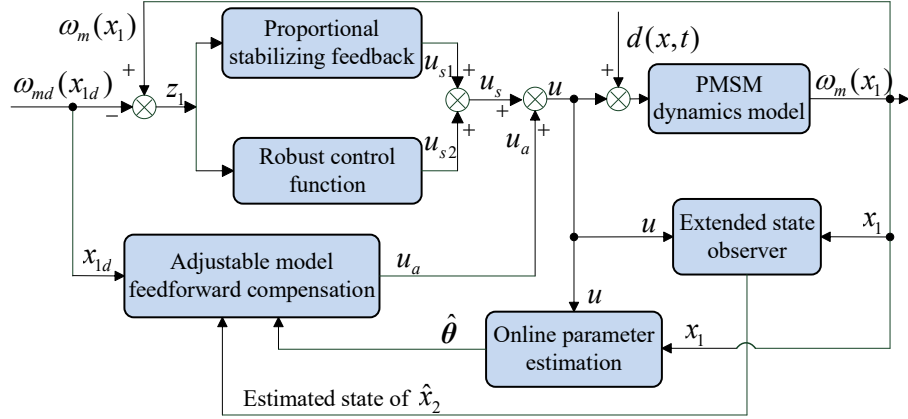 ω_m(x_1)
+
ω_md(x_1d)
−
z_1
Proportional
stabilizing feedback
u_s1
+
u_s
+
+
u_s2
Robust control
function
u
+
u_a
d(x,t)
+
PMSM
dynamics model
ω_m(x_1)
x_1d
Adjustable model
feedforward compensation
u_a
u
Extended state
observer
x_1
u
Online parameter
estimation
x_1
θ̂
Estimated state of x̂_2